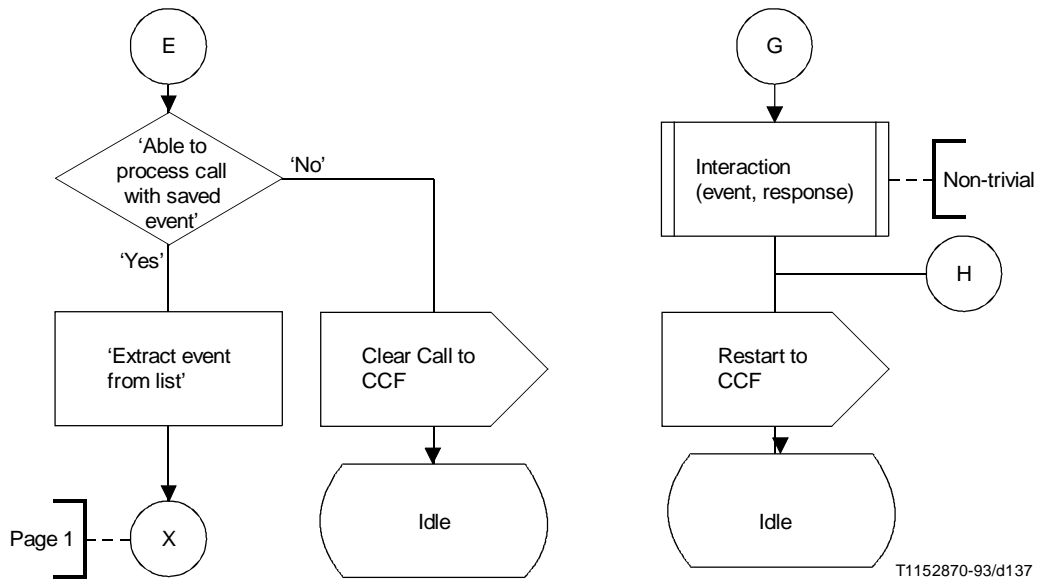 E
‘Able to
process call
with saved
event’
‘No’
‘Yes’
‘Extract event
from list’
Clear Call to
CCF
Page 1
X
Idle
G
Interaction
(event, response)
Non-trivial
H
Restart to
CCF
Idle
T1152870-93/d137